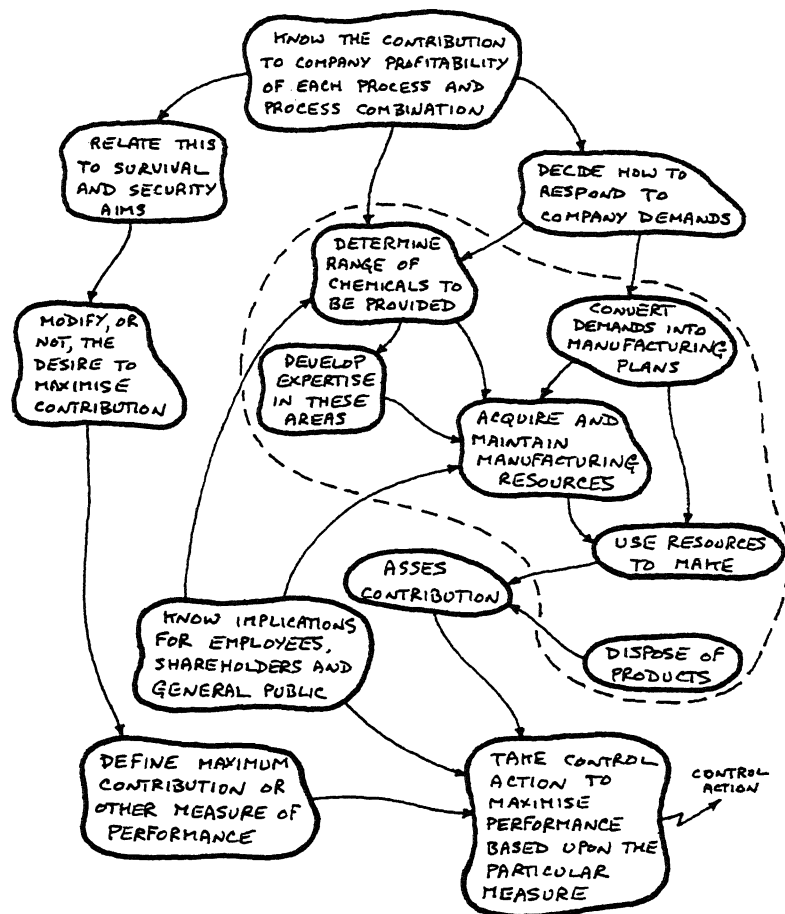 KNOW THE CONTRIBUTION
TO COMPANY PROFITABILITY
OF EACH PROCESS AND
PROCESS COMBINATION
RELATE THIS
TO SURVIVAL
AND SECURITY
AIMS
DECIDE HOW TO
RESPOND TO
COMPANY DEMANDS
DETERMINE
RANGE OF
CHEMICALS TO
BE PROVIDED
MODIFY, OR
NOT, THE
DESIRE TO
MAXIMISE
CONTRIBUTION
CONVERT
DEMANDS INTO
MANUFACTURING
PLANS
DEVELOP
EXPERTISE
IN THESE
AREAS
ACQUIRE AND
MAINTAIN
MANUFACTURING
RESOURCES
USE RESOURCES
TO MAKE
ASSES
CONTRIBUTION
KNOW IMPLICATIONS
FOR EMPLOYEES,
SHAREHOLDERS AND
GENERAL PUBLIC
DISPOSE OF
PRODUCTS
DEFINE MAXIMUM
CONTRIBUTION OR
OTHER MEASURE OF
PERFORMANCE
TAKE CONTROL
ACTION TO
MAXIMISE
PERFORMANCE
BASED UPON THE
PARTICULAR
MEASURE
CONTROL
ACTION